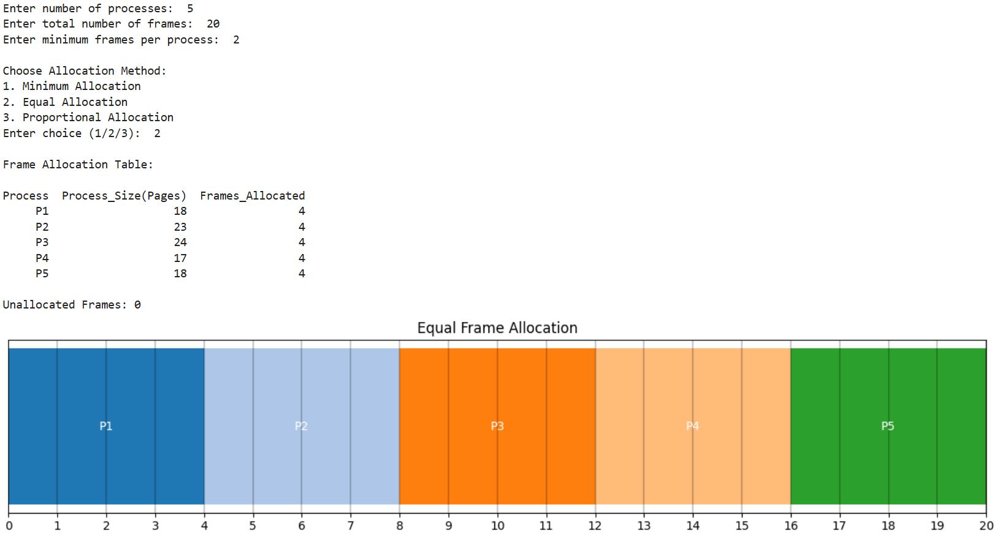 Enter number of processes:  5
Enter total number of frames:  20
Enter minimum frames per process:  2
Choose Allocation Method:
1. Minimum Allocation
2. Equal Allocation
3. Proportional Allocation
Enter choice (1/2/3):  2
Frame Allocation Table:
Process  Process_Size(Pages)  Frames_Allocated
P1 18 4
P2 23 4
P3 24 4
P4 17 4
P5 18 4
Unallocated Frames: 0
Equal Frame Allocation
P1 P2 P3 P4 P5
0 1 2 3 4 5 6 7 8 9 10 11 12 13 14 15 16 17 18 19 20